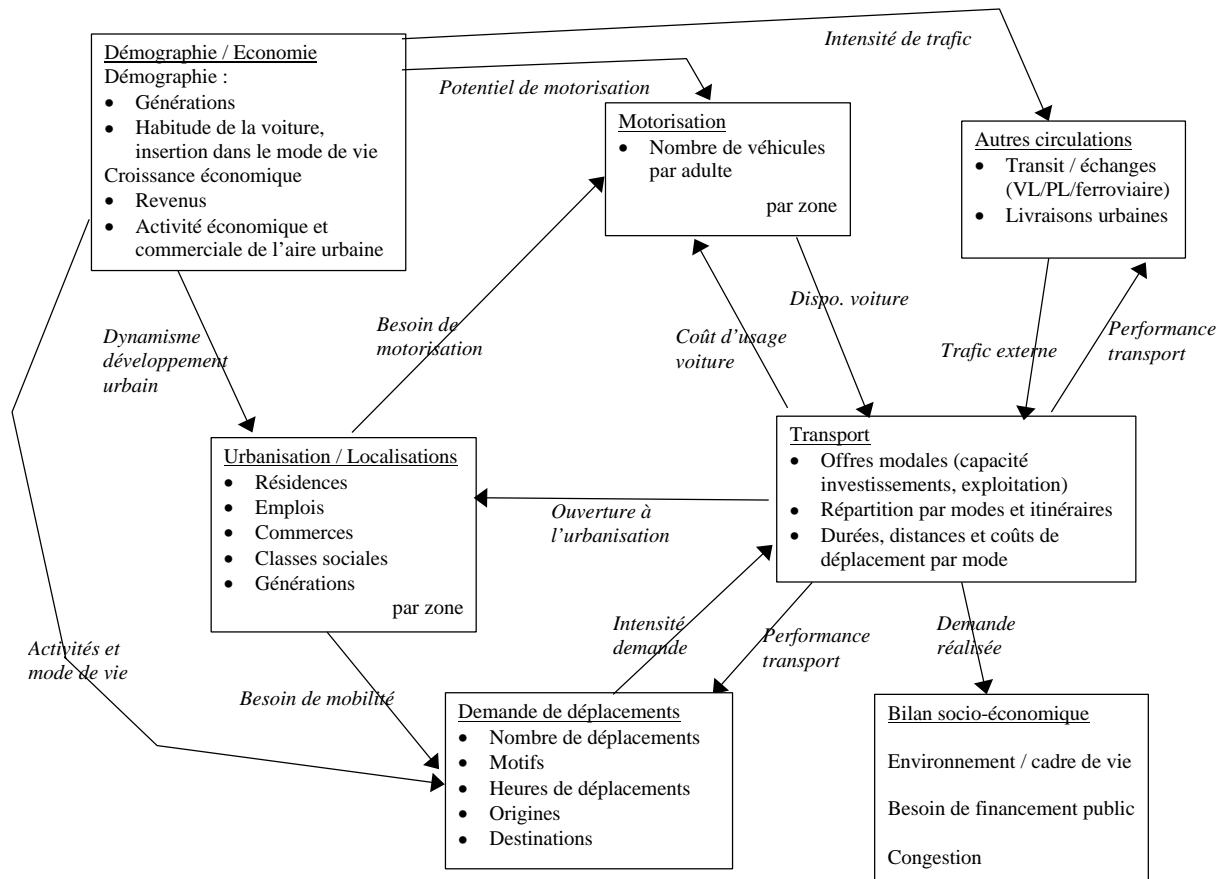 Démographie / Economie
Démographie :
• Générations
• Habitude de la voiture,
insertion dans le mode de vie
Croissance économique
• Revenus
• Activité économique et
commerciale de l'aire urbaine
Intensité de trafic
Potentiel de motorisation
Motorisation
• Nombre de véhicules
par adulte
par zone
Autres circulations
• Transit / échanges
(VL/PL/ferroviaire)
• Livraisons urbaines
Dynamisme
développement
urbain
Besoin de
motorisation
Coût d'usage
voiture
Dispo. voiture
Trafic externe
Performance
transport
Urbanisation / Localisations
• Résidences
• Emplois
• Commerces
• Classes sociales
• Générations
par zone
Ouverture à
l'urbanisation
Transport
• Offres modales (capacité
investissements, exploitation)
• Répartition par modes et itinéraires
• Durées, distances et coûts de
déplacement par mode
Activités et
mode de vie
Besoin de mobilité
Intensité
demande
Performance
transport
Demande
réalisée
Demande de déplacements
• Nombre de déplacements
• Motifs
• Heures de déplacements
• Origines
• Destinations
Bilan socio-économique
Environnement / cadre de vie
Besoin de financement public
Congestion